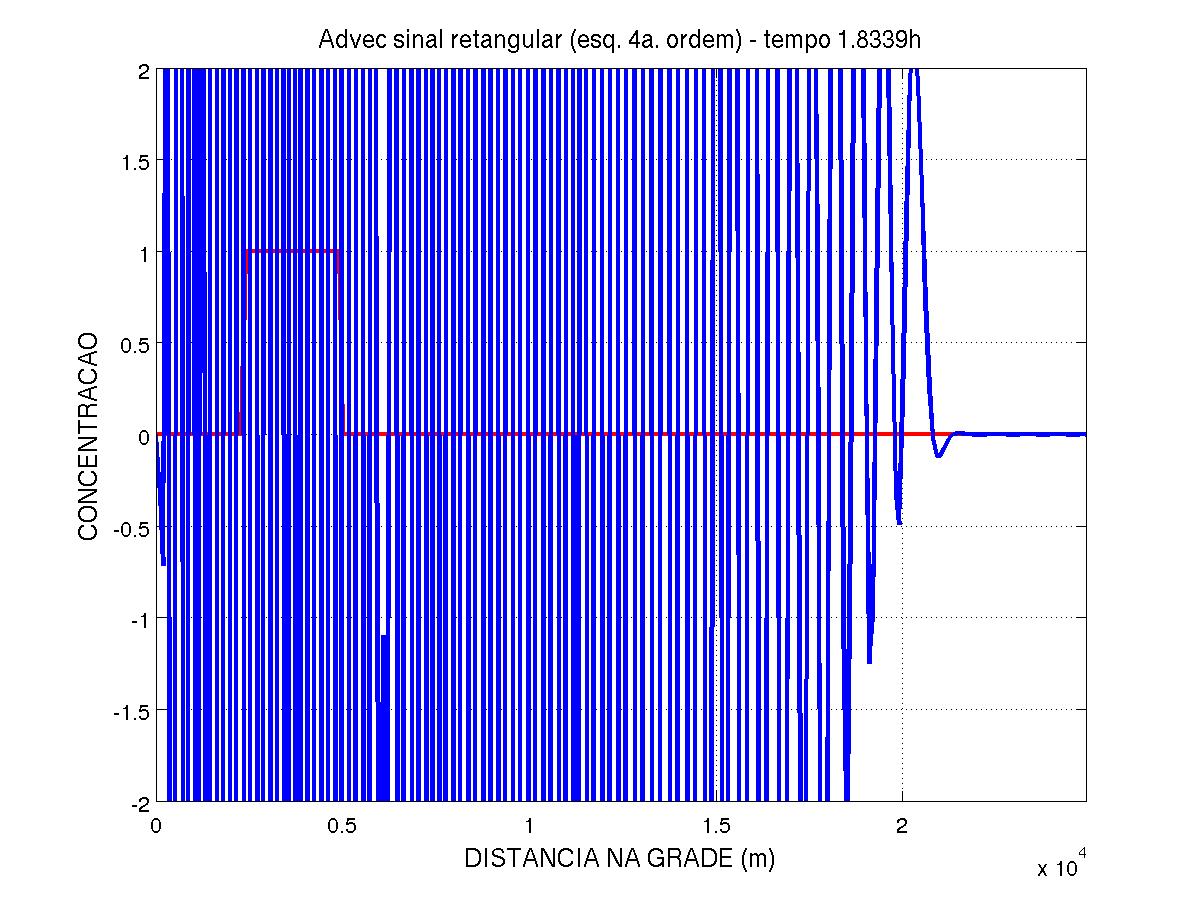 Advec sinal retangular (esq. 4a. ordem) - tempo 1.8339h
2
1.5
1
0.5
0
-0.5
-1
-1.5
-2
CONCENTRACAO
0 0.5 1 1.5 2
DISTANCIA NA GRADE (m)
x 10^4